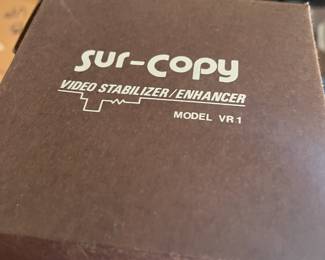 sur-copy
VIDEO STABILIZER/ENHANCER
MODEL VR1